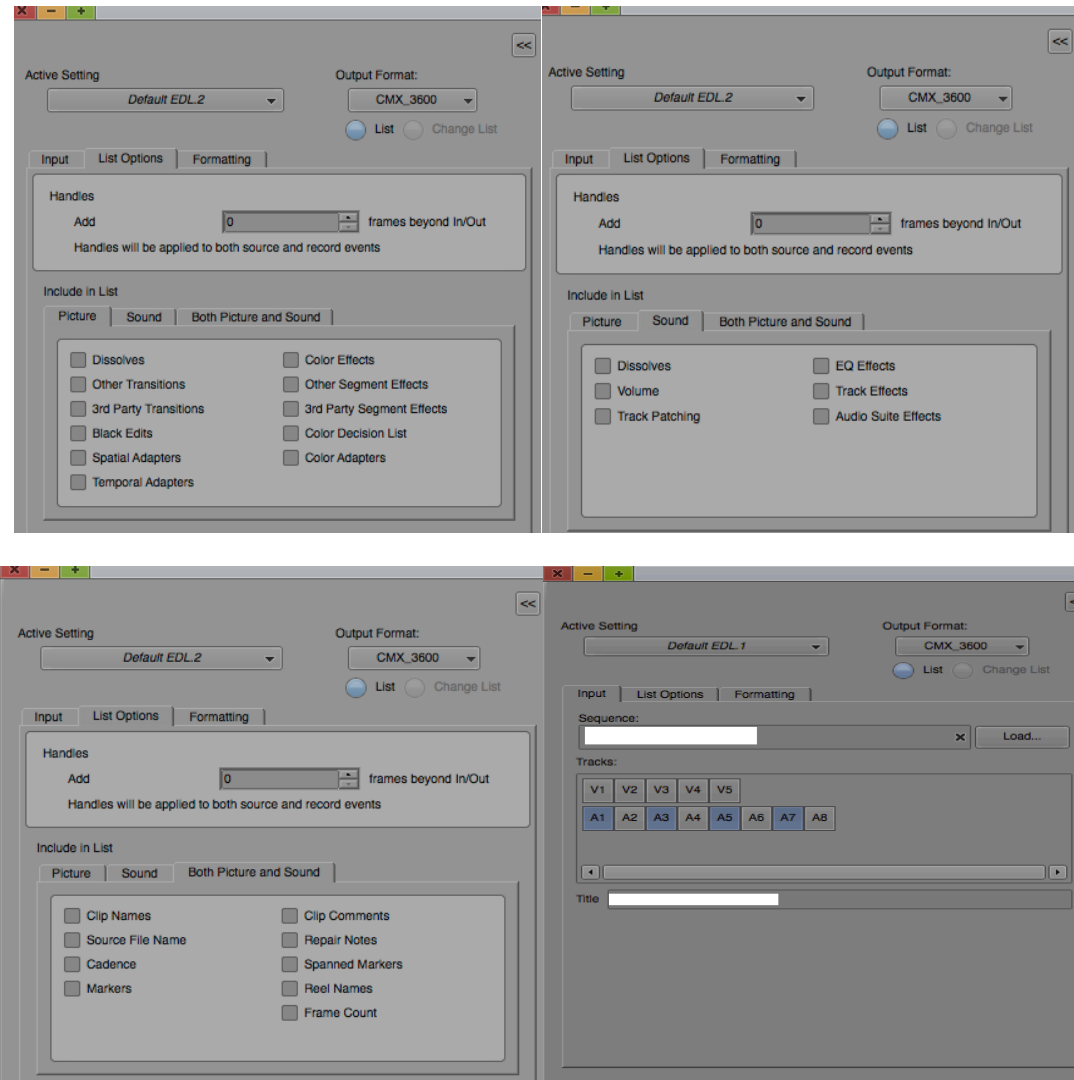 <<
Active Setting Output Format:
Default EDL.2 CMX_3600
List Change List
Input List Options Formatting
Handles
Add 0 frames beyond In/Out
Handles will be applied to both source and record events
Include in List
Picture Sound Both Picture and Sound
Dissolves Color Effects
Other Transitions Other Segment Effects
3rd Party Transitions 3rd Party Segment Effects
Black Edits Color Decision List
Spatial Adapters Color Adapters
Temporal Adapters
<<
Active Setting Output Format:
Default EDL.2 CMX_3600
List Change List
Input List Options Formatting
Handles
Add 0 frames beyond In/Out
Handles will be applied to both source and record events
Include in List
Picture Sound Both Picture and Sound
Dissolves EQ Effects
Volume Track Effects
Track Patching Audio Suite Effects
<<
Active Setting Output Format:
Default EDL.2 CMX_3600
List Change List
Input List Options Formatting
Handles
Add 0 frames beyond In/Out
Handles will be applied to both source and record events
Include in List
Picture Sound Both Picture and Sound
Clip Names Clip Comments
Source File Name Repair Notes
Cadence Spanned Markers
Markers Reel Names
Frame Count
Active Setting Output Format:
Default EDL.1 CMX_3600
List Change List
Input List Options Formatting
Sequence:
Load...
Tracks:
V1 V2 V3 V4 V5
A1 A2 A3 A4 A5 A6 A7 A8
Title